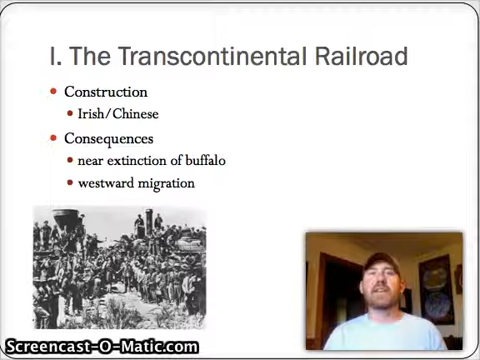 I. The Transcontinental Railroad
Construction
Irish/Chinese
Consequences
near extinction of buffalo
westward migration
Screencast-O-Matic.com